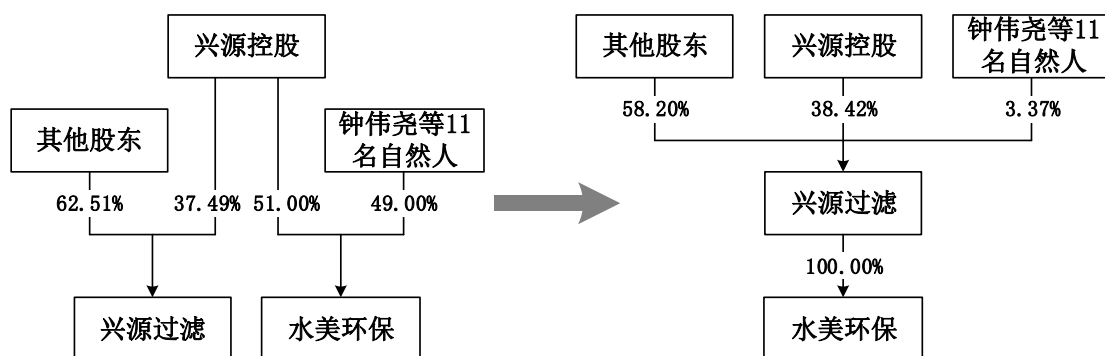 兴源控股
其他股东
钟伟尧等11
名自然人
62.51%
37.49%
51.00%
49.00%
兴源过滤
水美环保
其他股东
兴源控股
钟伟尧等11
名自然人
58.20%
38.42%
3.37%
兴源过滤
100.00%
水美环保